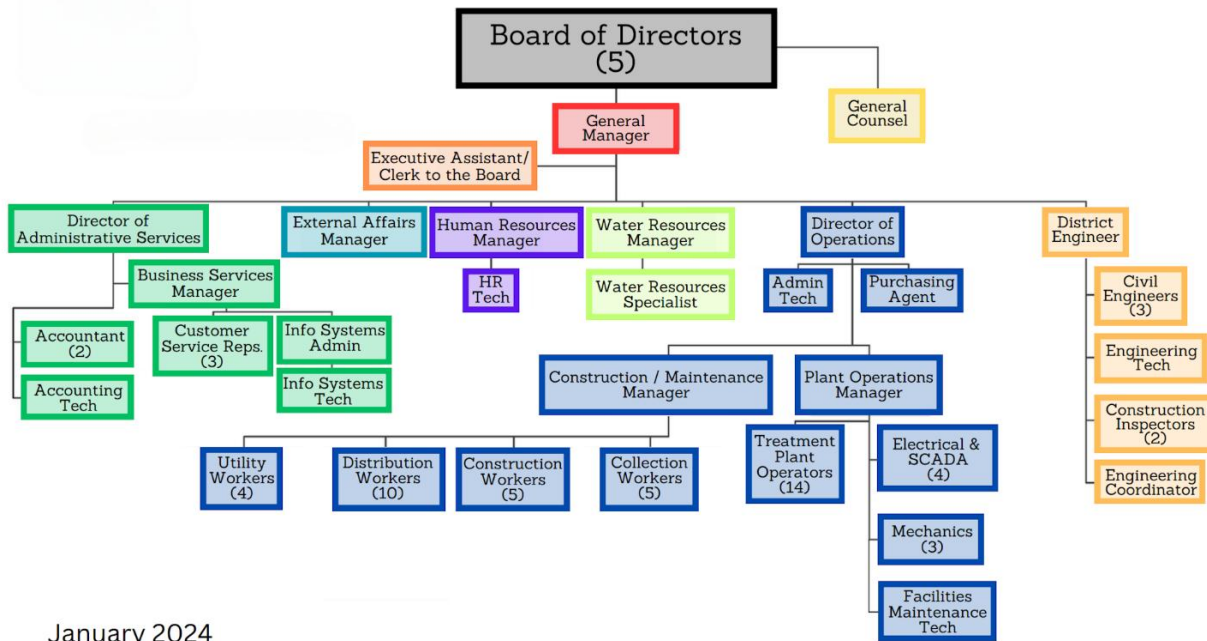 Board of Directors
(5)
General
Manager
General
Counsel
Executive Assistant/
Clerk to the Board
Director of
Administrative Services
External Affairs
Manager
Human Resources
Manager
Water Resources
Manager
Director of
Operations
District
Engineer
Business Services
Manager
HR
Tech
Water Resources
Specialist
Admin
Tech
Purchasing
Agent
Civil
Engineers
(3)
Accountant
(2)
Customer
Service Reps.
(3)
Info Systems
Admin
Engineering
Tech
Accounting
Tech
Info Systems
Tech
Construction / Maintenance
Manager
Plant Operations
Manager
Construction
Inspectors
(2)
Utility
Workers
(4)
Distribution
Workers
(10)
Construction
Workers
(5)
Collection
Workers
(5)
Treatment
Plant
Operators
(14)
Electrical &
SCADA
(4)
Engineering
Coordinator
Mechanics
(3)
Facilities
Maintenance
Tech
January 2024